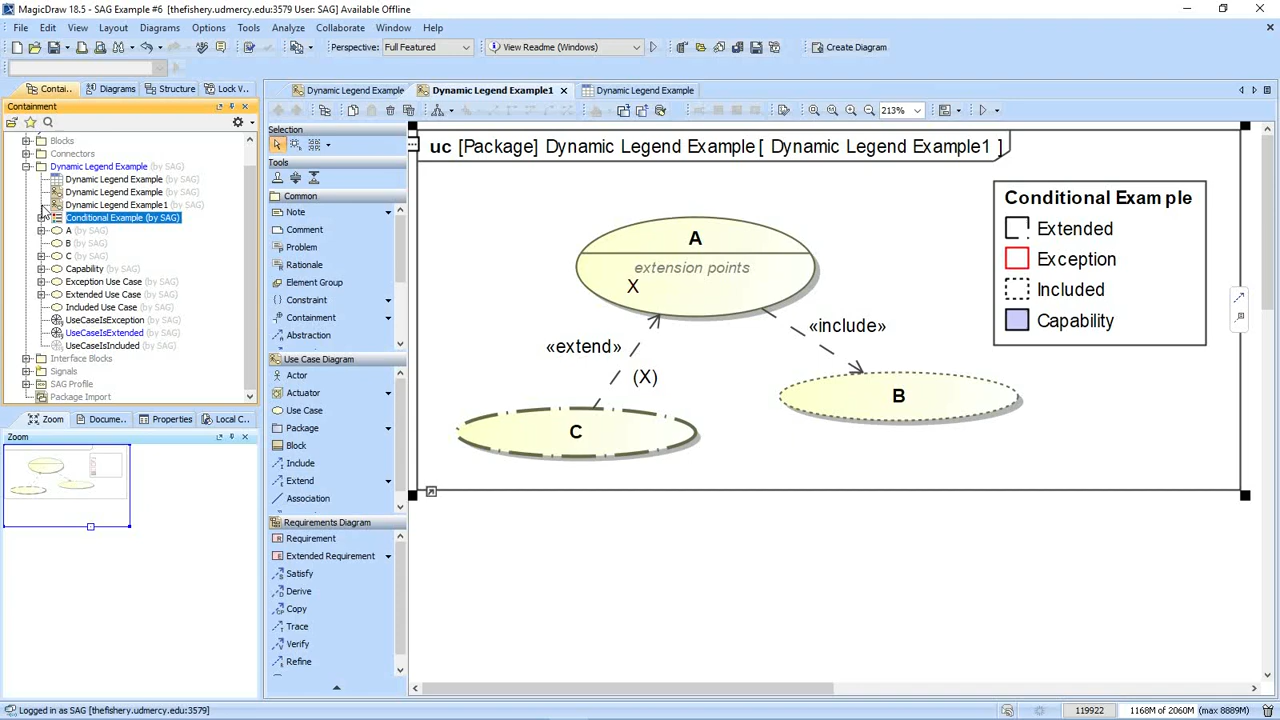 MagicDraw 18.5 - SAG Example #6 [thefishery.udmercy.edu:3579 User: SAG] Available Offline
File Edit View Layout Diagrams Options Tools Analyze Collaborate Window Help
Perspective: Full Featured View Readme (Windows) Create Diagram
Contai... Diagrams Structure Lock V...
Dynamic Legend Example Dynamic Legend Example1 Dynamic Legend Example
Containment
213%
Blocks
Connectors
Dynamic Legend Example (by SAG)
Dynamic Legend Example (by SAG)
Dynamic Legend Example (by SAG)
Dynamic Legend Example1 (by SAG)
Conditional Example (by SAG)
A (by SAG)
B (by SAG)
C (by SAG)
Capability (by SAG)
Exception Use Case (by SAG)
Extended Use Case (by SAG)
Included Use Case (by SAG)
UseCaseIsException (by SAG)
UseCaseIsExtended (by SAG)
UseCaseIsIncluded (by SAG)
Interface Blocks
Signals
SAG Profile
Package Import
Zoom Docume... Properties Local C...
Zoom
Selection
Tools
Common
Note
Comment
Problem
Rationale
Element Group
Constraint
Containment
Abstraction
Use Case Diagram
Actor
Actuator
Use Case
Package
Block
Include
Extend
Association
Requirements Diagram
Requirement
Extended Requirement
Satisfy
Derive
Copy
Trace
Verify
Refine
uc [Package] Dynamic Legend Example [ Dynamic Legend Example1 ]
A
extension points
X
«extend»
(X)
«include»
B
C
Conditional Example
Extended
Exception
Included
Capability
Logged in as SAG [thefishery.udmercy.edu:3579]
119922 1168M of 2060M (max 8889M)